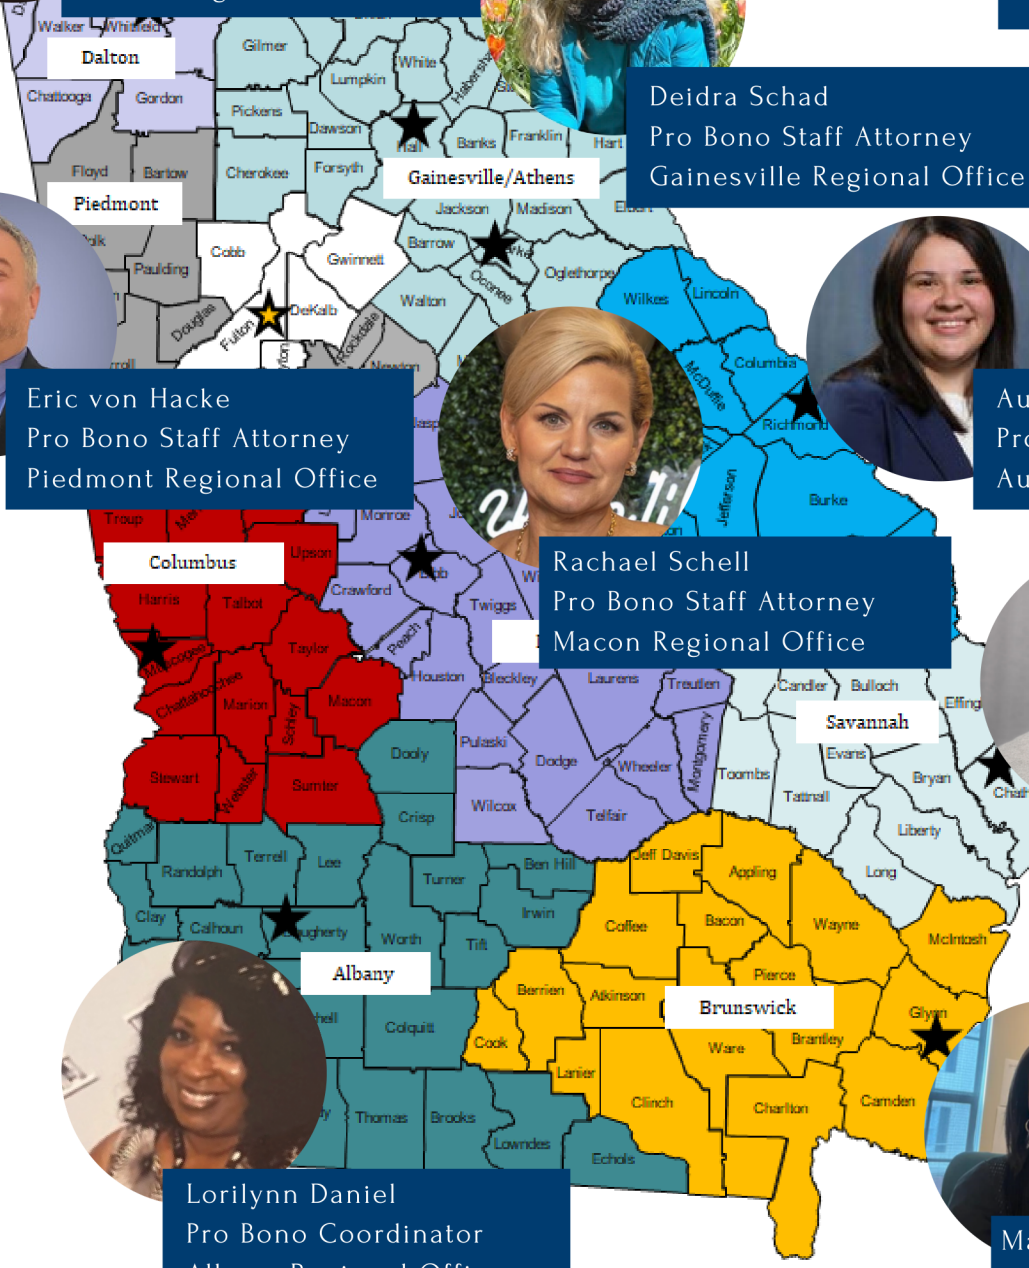 Walker
Whitfield
Dalton
Gilmer
White
Lumpkin
Chattooga
Gordon
Pickens
Dawson
Hall
Banks
Franklin
Hart
Floyd
Bartow
Cherokee
Forsyth
Gainesville/Athens
Piedmont
Jackson
Madison
Deidra Schad
Pro Bono Staff Attorney
Gainesville Regional Office
Cobb
Gwinnett
Barrow
Oconee
Oglethorpe
Paulding
Walton
Wilkes
Lincoln
Douglas
Fulton
DeKalb
Rockdale
Newton
Columbia
McDuffie
Richmond
Eric von Hacke
Pro Bono Staff Attorney
Piedmont Regional Office
Jefferson
Burke
Troup
Monroe
Upson
Columbus
Crawford
Twiggs
Harris
Talbot
Rachael Schell
Pro Bono Staff Attorney
Macon Regional Office
Taylor
Peach
Muscogee
Houston
Bleckley
Laurens
Treutlen
Candler
Bulloch
Chattahoochee
Marion
Schley
Macon
Savannah
Pulaski
Dodge
Wheeler
Montgomery
Toombs
Evans
Bryan
Dooly
Stewart
Webster
Sumter
Wilcox
Telfair
Tattnall
Crisp
Liberty
Quitman
Randolph
Terrell
Lee
Turner
Ben Hill
Jeff Davis
Appling
Long
Clay
Calhoun
Worth
Tift
Irwin
Coffee
Bacon
Wayne
McIntosh
Albany
Berrien
Atkinson
Pierce
Brunswick
Glynn
Colquitt
Cook
Ware
Brantley
Lanier
Clinch
Charlton
Camden
Thomas
Brooks
Lowndes
Echols
Lorilynn Daniel
Pro Bono Coordinator